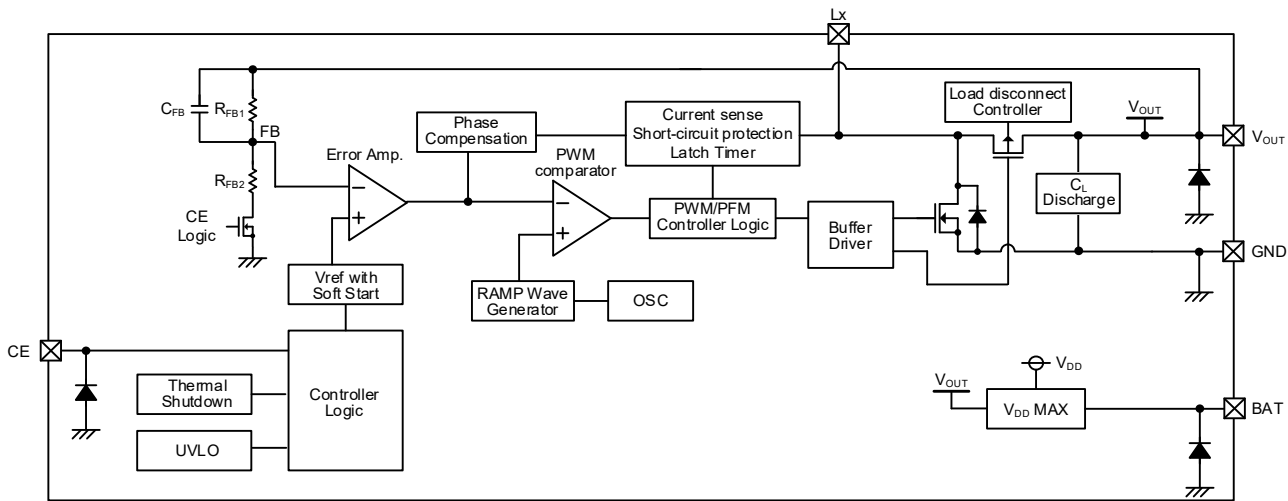 Lx
CFB
RFB1
FB
RFB2
CE
Logic
Error Amp.
Phase
Compensation
PWM
comparator
Current sense
Short-circuit protection
Latch Timer
Load disconnect
Controller
VOUT
VOUT
CL
Discharge
PWM/PFM
Controller Logic
Buffer
Driver
GND
Vref with
Soft Start
RAMP Wave
Generator
OSC
CE
Thermal
Shutdown
UVLO
Controller
Logic
VDD
VOUT
VDD MAX
BAT